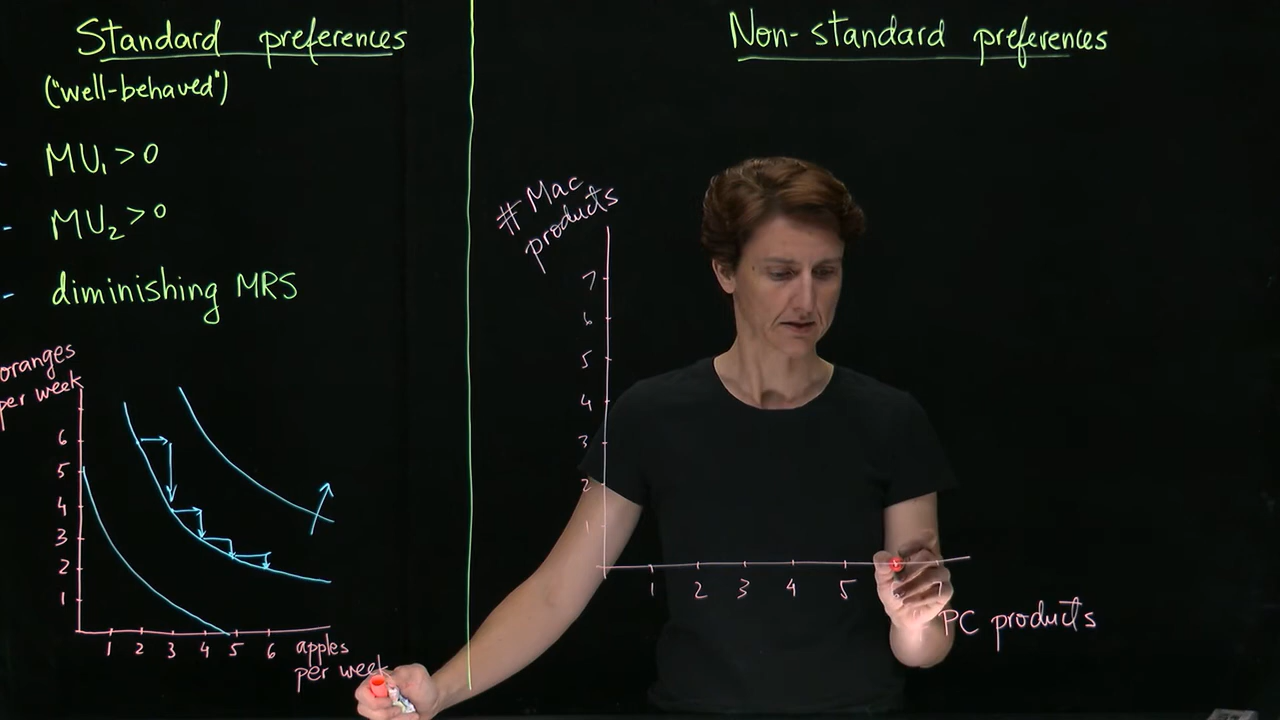 Standard preferences
("well-behaved")
- MU₁ > 0
- MU₂ > 0
- diminishing MRS
oranges
per week
6
5
4
3
2
1
1 2 3 4 5 6 apples
per week
Non-standard preferences
# Mac
products
7
6
5
4
3
2
1
1 2 3 4 5 7
PC products